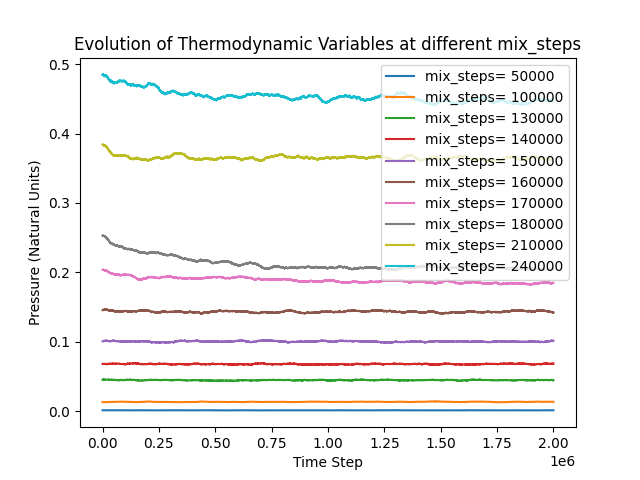 Evolution of Thermodynamic Variables at different mix_steps
Pressure (Natural Units)
0.5
0.4
0.3
0.2
0.1
0.0
mix_steps= 50000
mix_steps= 100000
mix_steps= 130000
mix_steps= 140000
mix_steps= 150000
mix_steps= 160000
mix_steps= 170000
mix_steps= 180000
mix_steps= 210000
mix_steps= 240000
0.00 0.25 0.50 0.75 1.00 1.25 1.50 1.75 2.00
1e6
Time Step